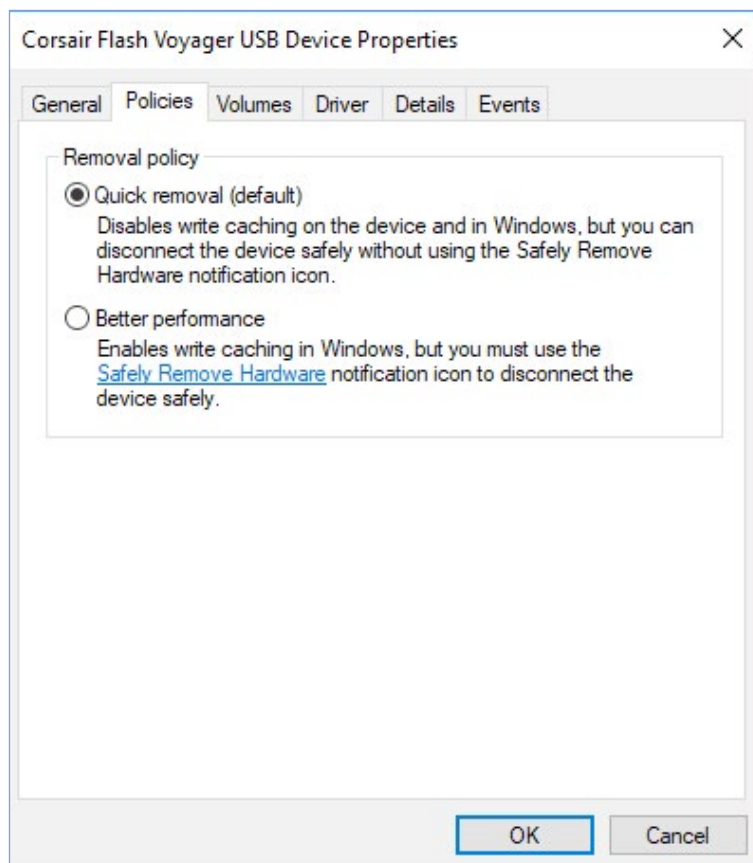 Corsair Flash Voyager USB Device Properties
General Policies Volumes Driver Details Events
Removal policy
Quick removal (default)
Disables write caching on the device and in Windows, but you can
disconnect the device safely without using the Safely Remove
Hardware notification icon.
Better performance
Enables write caching in Windows, but you must use the
Safely Remove Hardware notification icon to disconnect the
device safely.
OK Cancel